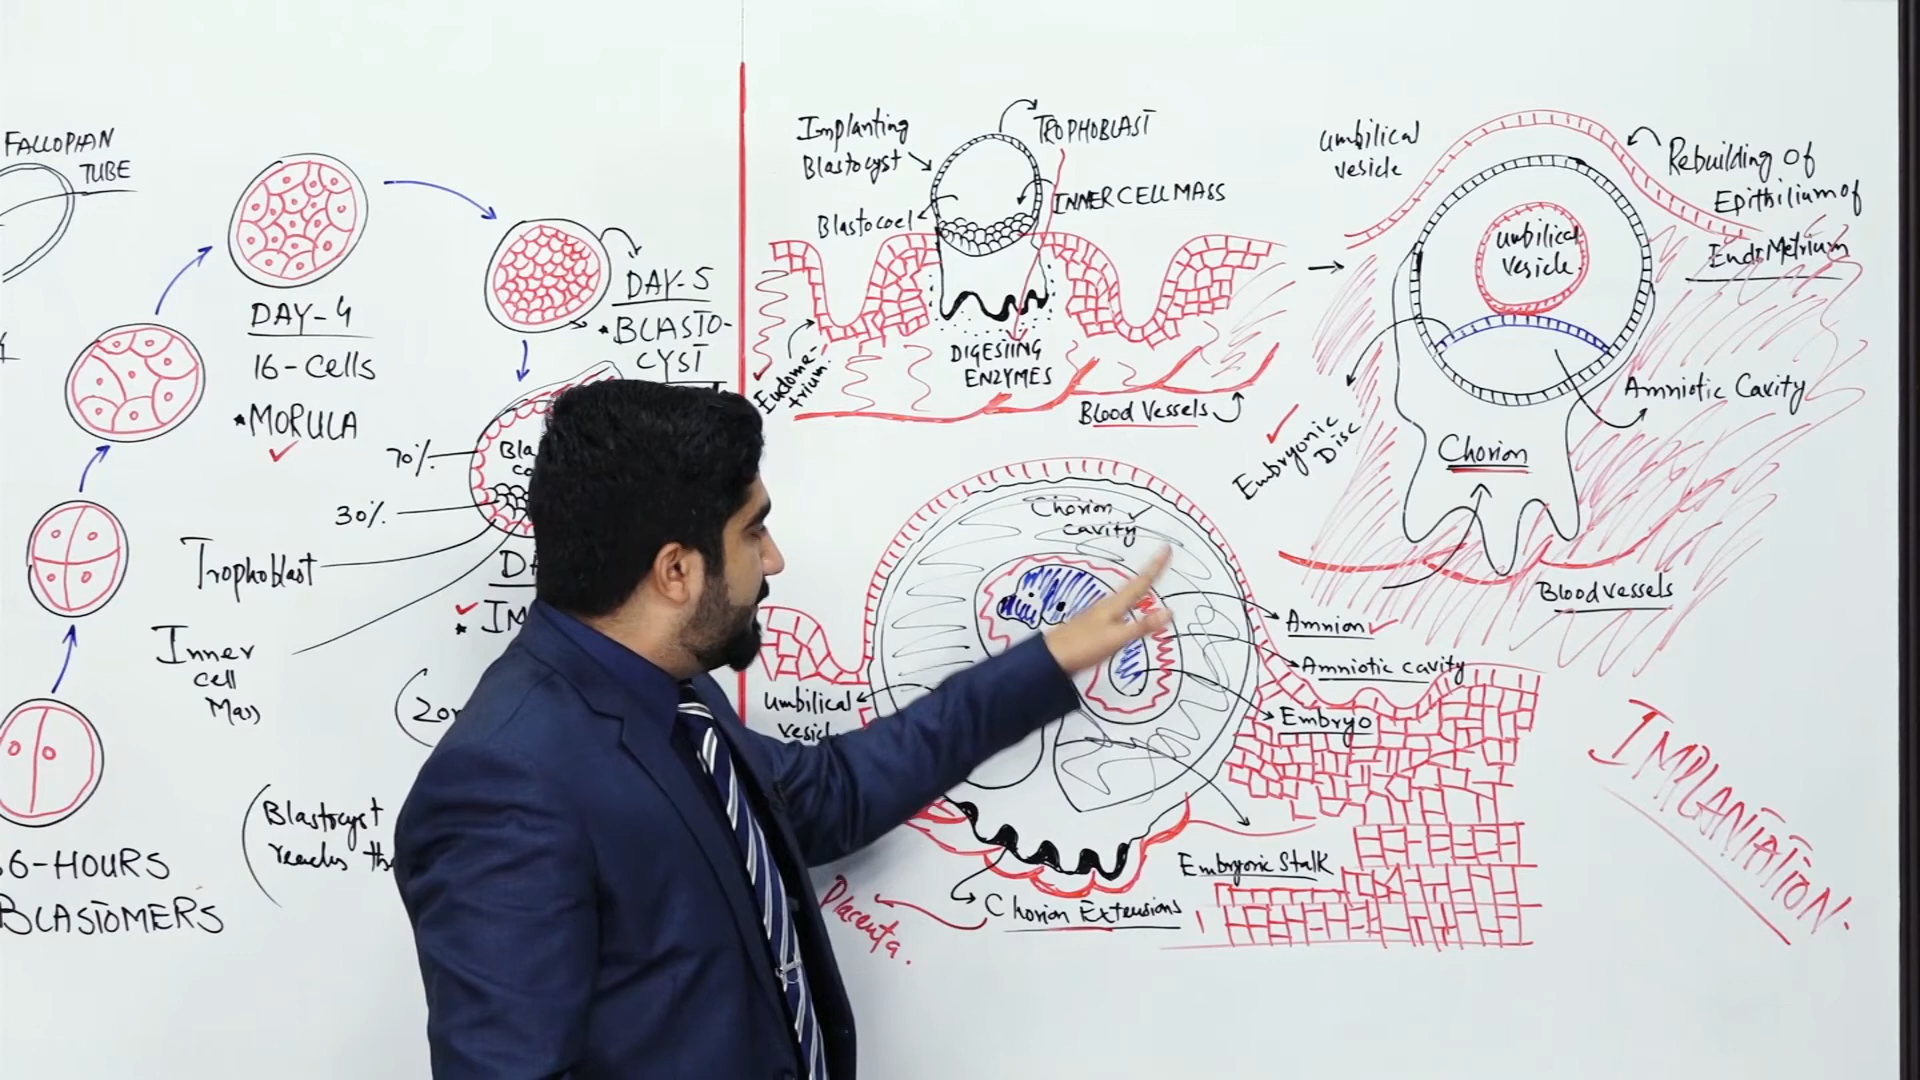 FALLOPIAN
TUBE
DAY-4
16-Cells
*MORULA
DAY-5
*BLASTO-
CYST
70%
30%
Trophoblast
Inner
cell
Mass
Blastocyst
reaches the
6-HOURS
BLASTOMERS
Implanting
Blastocyst
TROPHOBLAST
INNER CELL MASS
Blastocoel
Endome-
trium.
DIGESTING
ENZYMES
Blood Vessels
umbilical
vesicle
Rebuilding of
Epithilium of
EndoMetrium
umbilical
vesicle
Amniotic Cavity
Embryonic
Disc
Chorion
Blood vessels
Chorion
cavity
Amnion
Amniotic cavity
Embryo
umbilical
vesicle
Embryonic Stalk
Chorion Extensions
Placenta.
IMPLANTATION.